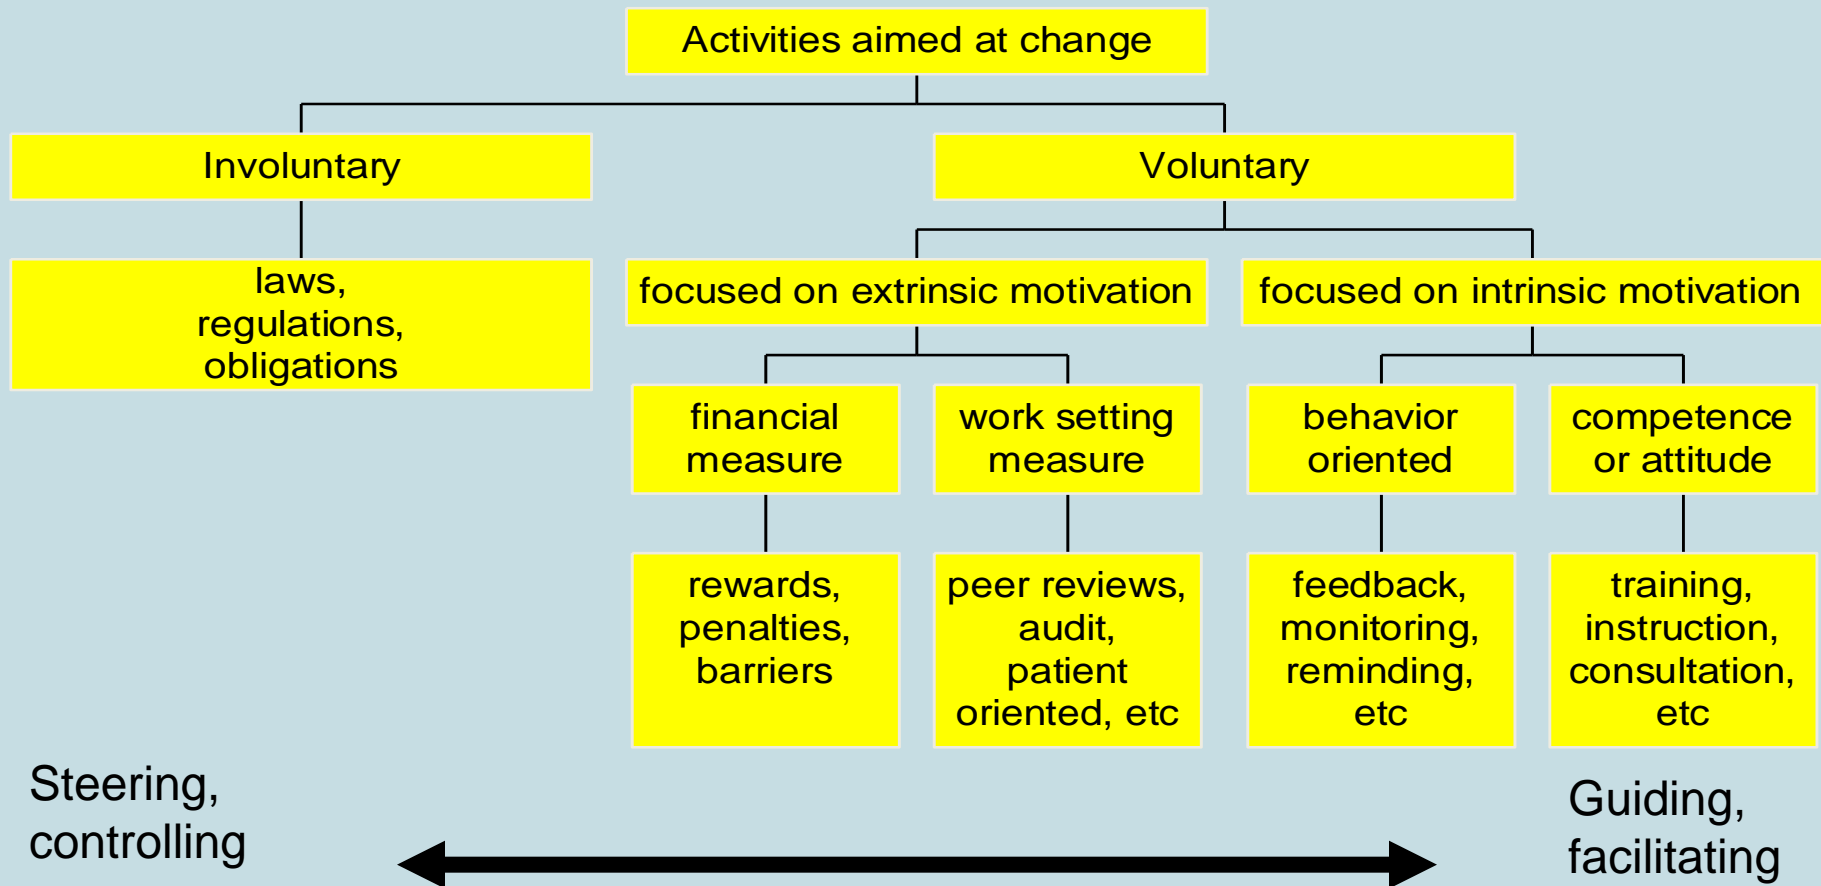 Activities aimed at change
Involuntary
Voluntary
laws,
regulations,
obligations
focused on extrinsic motivation
focused on intrinsic motivation
financial
measure
work setting
measure
behavior
oriented
competence
or attitude
rewards,
penalties,
barriers
peer reviews,
audit,
patient
oriented, etc
feedback,
monitoring,
reminding,
etc
training,
instruction,
consultation,
etc
Steering,
controlling
Guiding,
facilitating